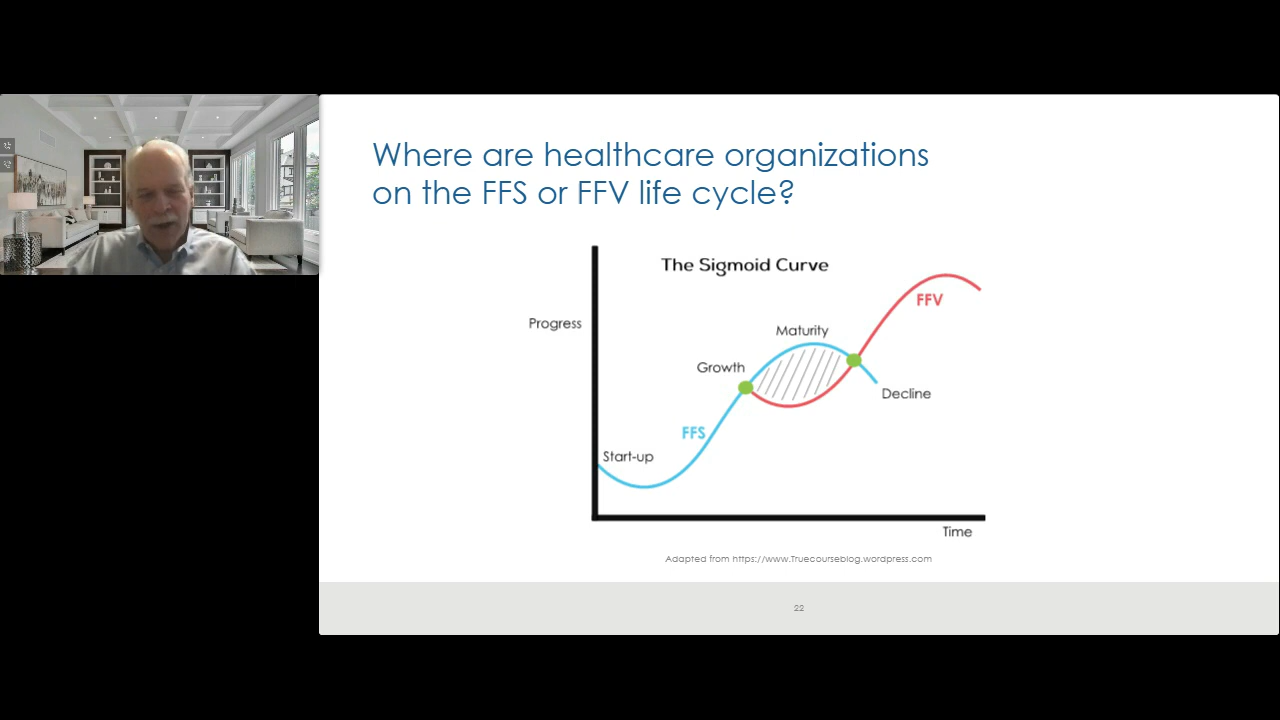 Where are healthcare organizations
on the FFS or FFV life cycle?
The Sigmoid Curve
FFV
Progress
Maturity
Growth
Decline
FFS
Start-up
Time
Adapted from https://www.Truecourseblog.wordpress.com
22